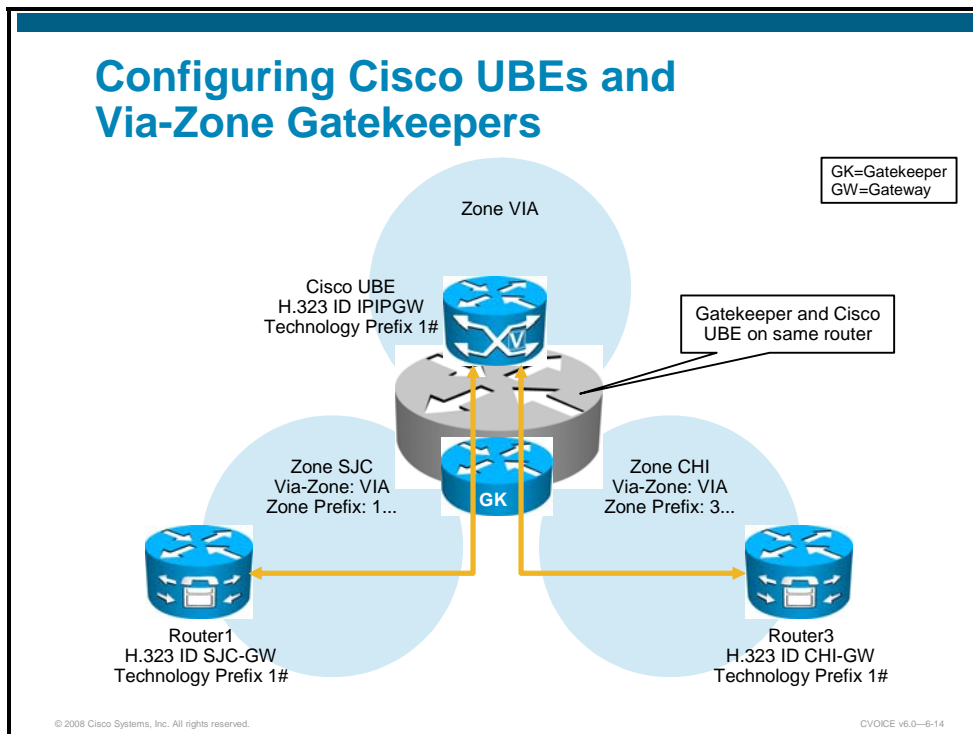 Configuring Cisco UBEs and
Via-Zone Gatekeepers
GK=Gatekeeper
GW=Gateway
Zone VIA
Cisco UBE
H.323 ID IPIPGW
Technology Prefix 1#
V
Gatekeeper and Cisco
UBE on same router
Zone SJC
Via-Zone: VIA
Zone Prefix: 1...
GK
Zone CHI
Via-Zone: VIA
Zone Prefix: 3...
Router1
H.323 ID SJC-GW
Technology Prefix 1#
Router3
H.323 ID CHI-GW
Technology Prefix 1#
© 2008 Cisco Systems, Inc. All rights reserved.
CVOICE v6.0—6-14